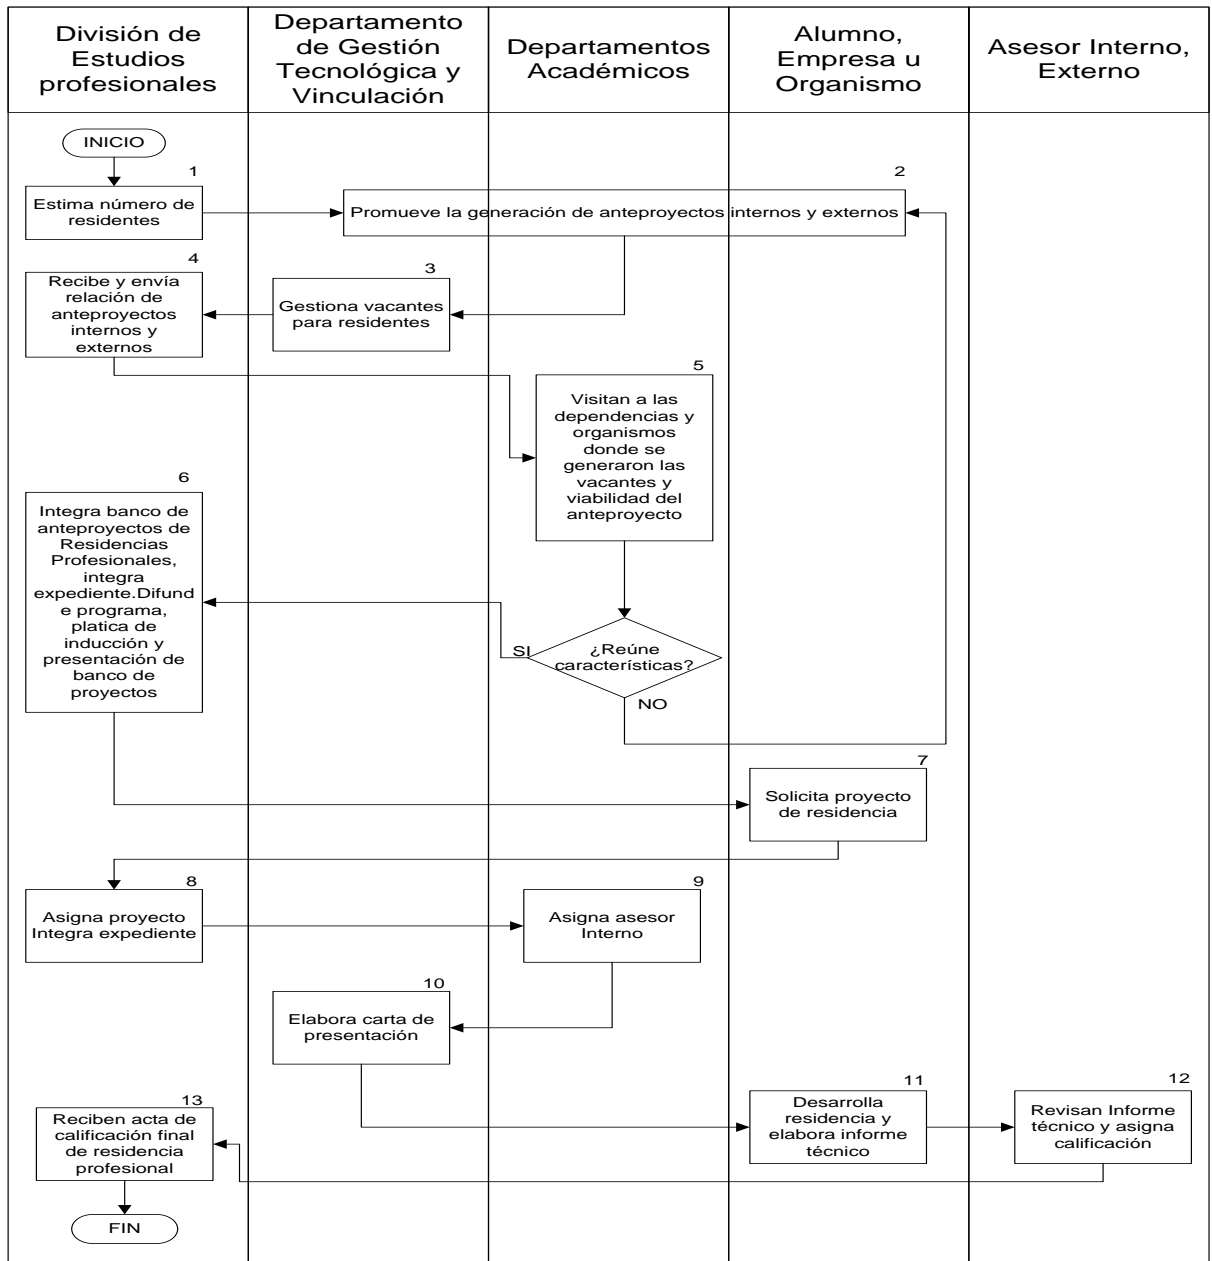 División de
Estudios
profesionales
Departamento
de Gestión
Tecnológica y
Vinculación
Departamentos
Académicos
Alumno,
Empresa u
Organismo
Asesor Interno,
Externo
INICIO
1
Estima número de
residentes
2
Promueve la generación de anteproyectos internos y externos
3
Gestiona vacantes
para residentes
4
Recibe y envía
relación de
anteproyectos
internos y
externos
5
Visitan a las
dependencias y
organismos
donde se
generaron las
vacantes y
viabilidad del
anteproyecto
6
Integra banco de
anteproyectos de
Residencias
Profesionales,
integra
expediente.Difund
e programa,
platica de
inducción y
presentación de
banco de
proyectos
SI
¿Reúne
características?
NO
7
Solicita proyecto
de residencia
8
Asigna proyecto
Integra expediente
9
Asigna asesor
Interno
10
Elabora carta de
presentación
11
Desarrolla
residencia y
elabora informe
técnico
12
Revisan Informe
técnico y asigna
calificación
13
Reciben acta de
calificación final
de residencia
profesional
FIN